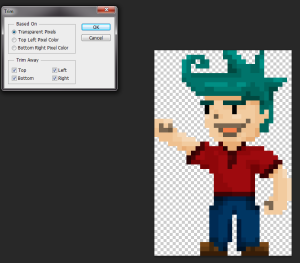 Trim
Based On
Transparent Pixels
Top Left Pixel Color
Bottom Right Pixel Color
OK
Cancel
Trim Away
Top
Left
Bottom
Right